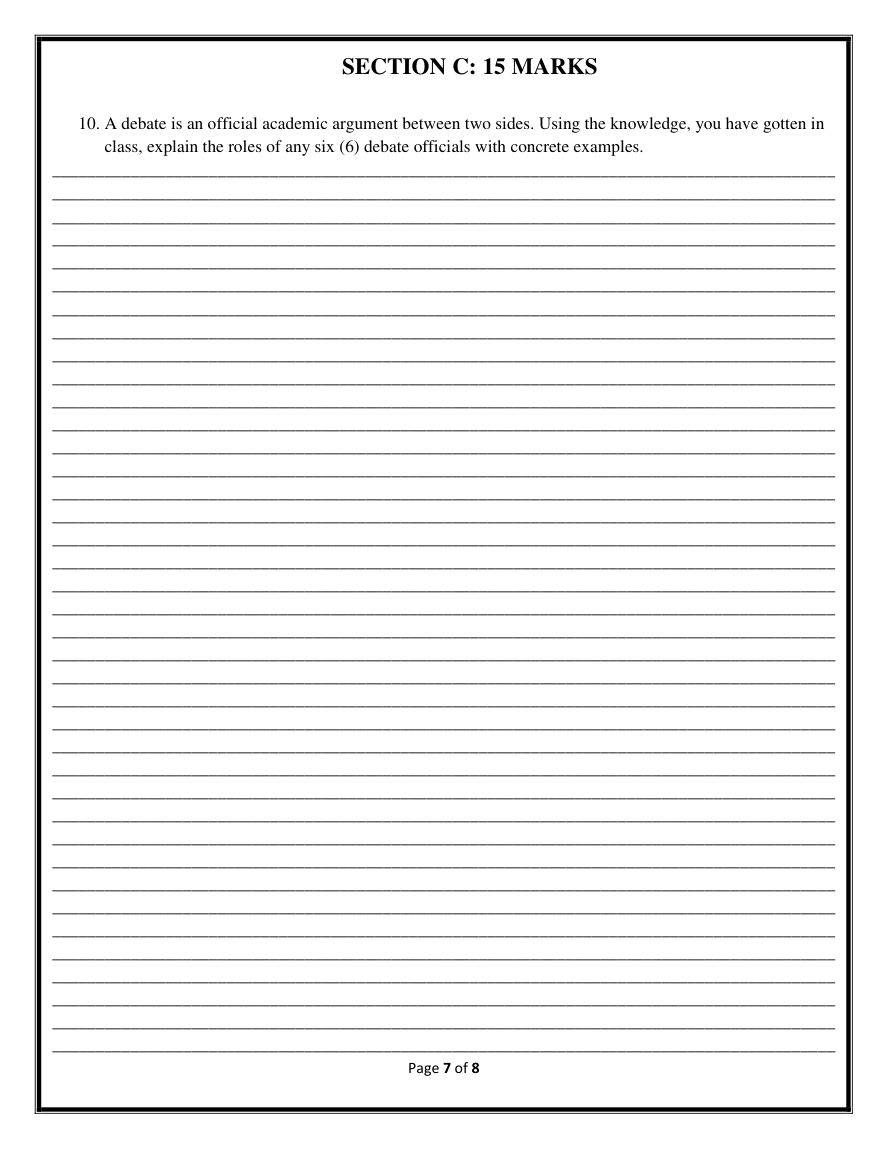 SECTION C: 15 MARKS
10. A debate is an official academic argument between two sides. Using the knowledge, you have gotten in
class, explain the roles of any six (6) debate officials with concrete examples.
Page 7 of 8